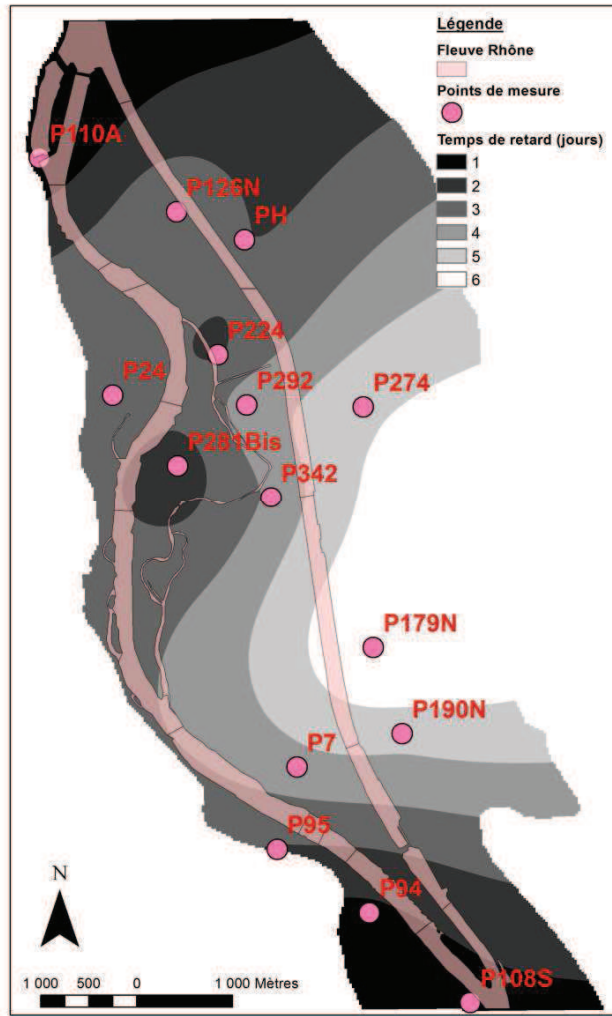 Légende
Fleuve Rhône
Points de mesure
Temps de retard (jours)
1
2
3
4
5
6
P110A
P126N
PH
P224
P24
P292
P274
P281Bis
P342
P179N
P190N
P7
P95
P94
P108S
N
1 000 500 0 1 000 Mètres